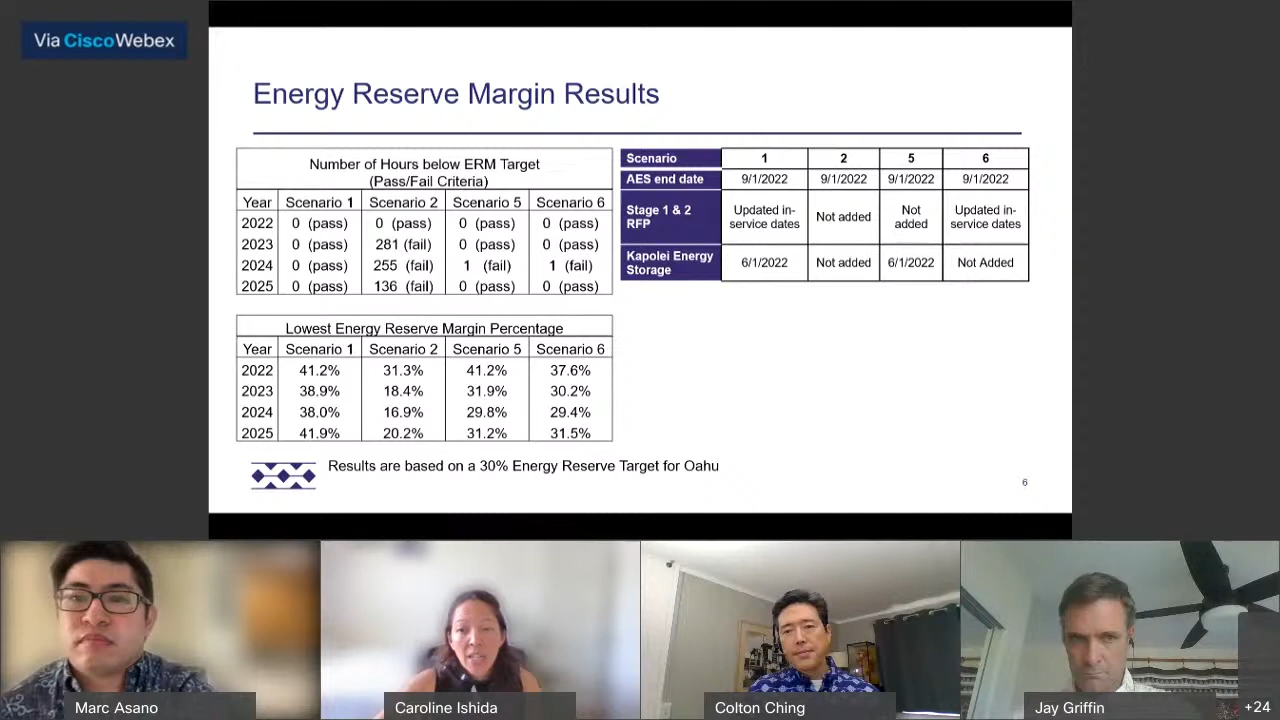 Via Cisco Webex
Energy Reserve Margin Results
Number of Hours below ERM Target
(Pass/Fail Criteria)
Year Scenario 1 Scenario 2 Scenario 5 Scenario 6
2022 0 (pass) 0 (pass) 0 (pass) 0 (pass)
2023 0 (pass) 281 (fail) 0 (pass) 0 (pass)
2024 0 (pass) 255 (fail) 1 (fail) 1 (fail)
2025 0 (pass) 136 (fail) 0 (pass) 0 (pass)
Scenario 1 2 5 6
AES end date 9/1/2022 9/1/2022 9/1/2022 9/1/2022
Stage 1 & 2 RFP Updated in-service dates Not added Not added Updated in-service dates
Kapolei Energy Storage 6/1/2022 Not added 6/1/2022 Not Added
Lowest Energy Reserve Margin Percentage
Year Scenario 1 Scenario 2 Scenario 5 Scenario 6
2022 41.2% 31.3% 41.2% 37.6%
2023 38.9% 18.4% 31.9% 30.2%
2024 38.0% 16.9% 29.8% 29.4%
2025 41.9% 20.2% 31.2% 31.5%
Results are based on a 30% Energy Reserve Target for Oahu
6
Marc Asano
Caroline Ishida
Colton Ching
Jay Griffin
+24